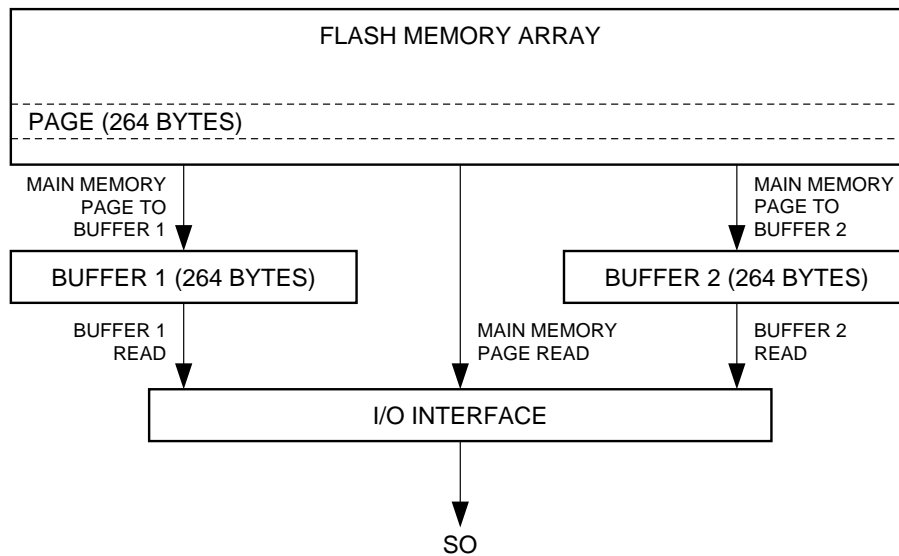 FLASH MEMORY ARRAY
PAGE (264 BYTES)
MAIN MEMORY
PAGE TO
BUFFER 1
MAIN MEMORY
PAGE TO
BUFFER 2
BUFFER 1 (264 BYTES)
BUFFER 2 (264 BYTES)
BUFFER 1
READ
MAIN MEMORY
PAGE READ
BUFFER 2
READ
I/O INTERFACE
SO